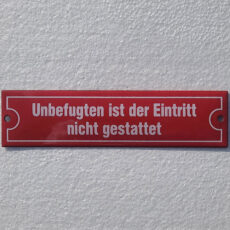 Unbefugten ist der Eintritt
nicht gestattet